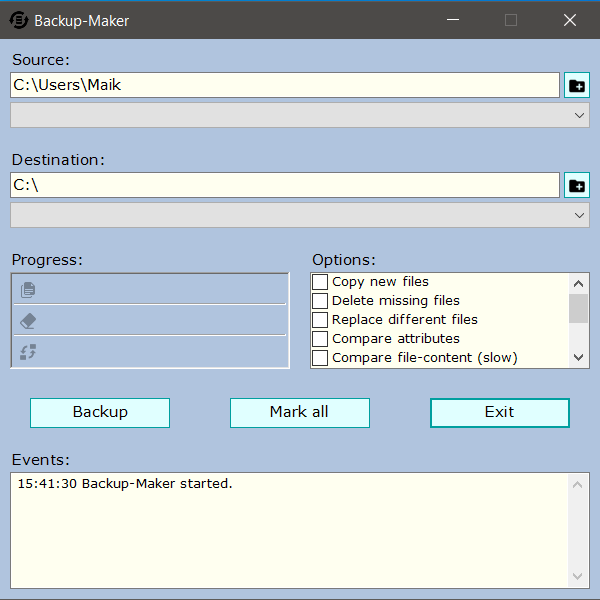 Backup-Maker
Source:
C:\Users\Maik
Destination:
C:\
Progress:
Options:
Copy new files
Delete missing files
Replace different files
Compare attributes
Compare file-content (slow)
Backup
Mark all
Exit
Events:
15:41:30 Backup-Maker started.